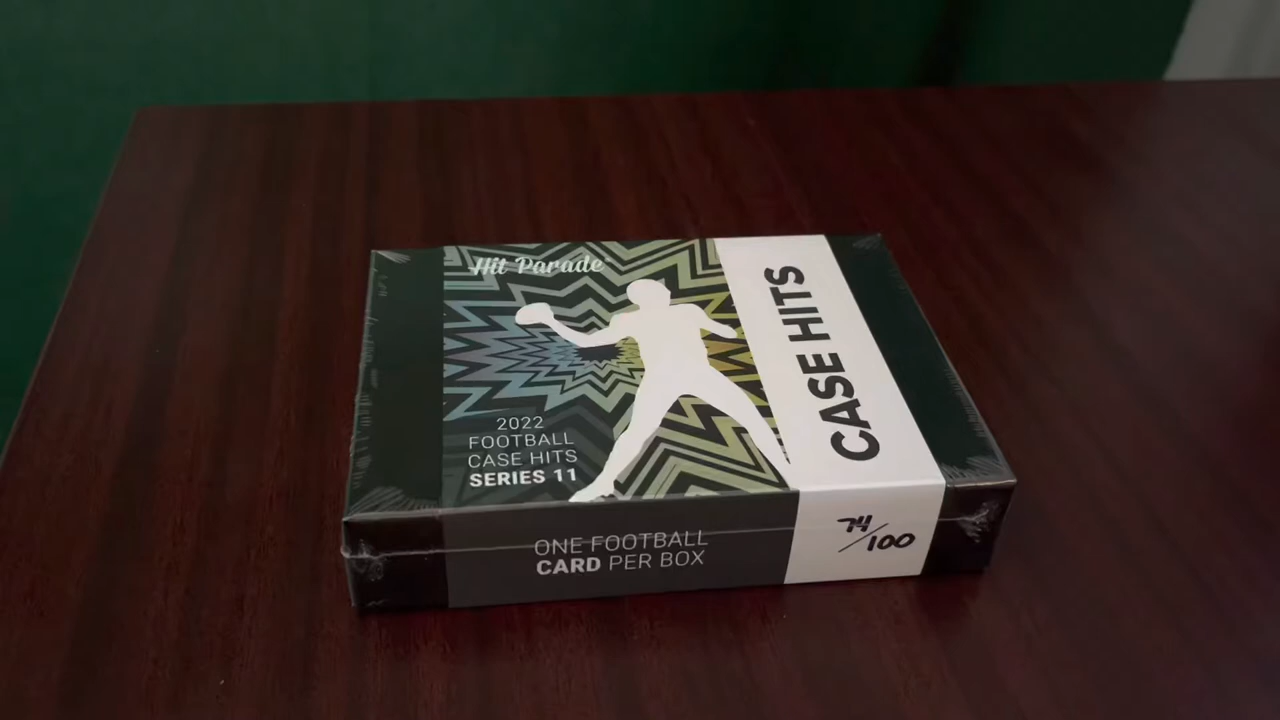 Hit Parade
2022
FOOTBALL
CASE HITS
SERIES 11
CASE HITS
ONE FOOTBALL
CARD PER BOX
74/100